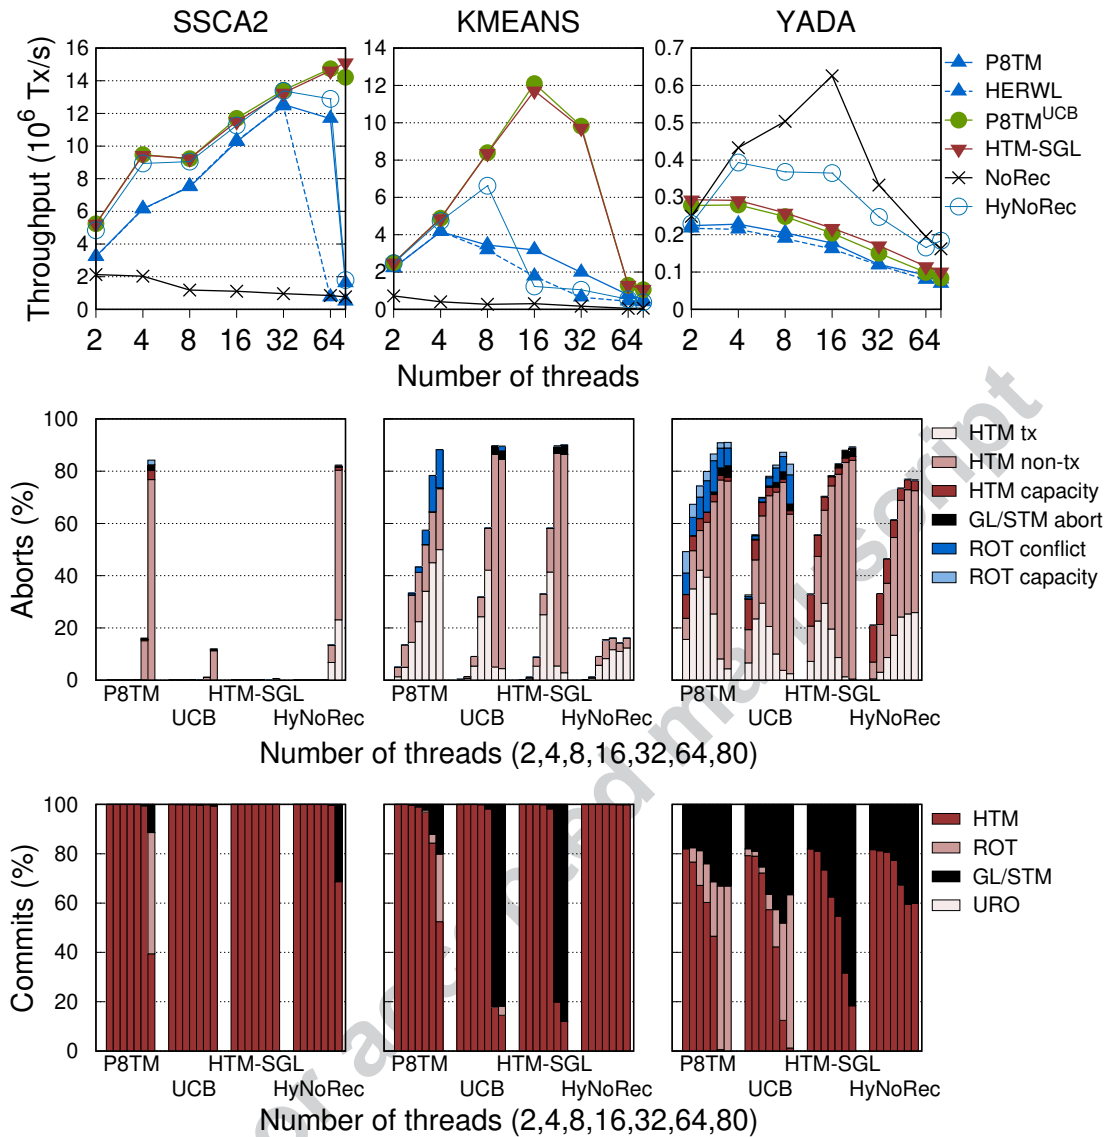 SSCA2 KMEANS YADA
Throughput (10^6 Tx/s)
16
14
12
10
8
6
4
2
0
2 4 8 16 32 64
14
12
10
8
6
4
2
0
2 4 8 16 32 64
0.7
0.6
0.5
0.4
0.3
0.2
0.1
0
2 4 8 16 32 64
Number of threads
P8TM
HERWL
P8TM^UCB
HTM-SGL
NoRec
HyNoRec
Aborts (%)
100
80
60
40
20
0
P8TM HTM-SGL P8TM HTM-SGL P8TM HTM-SGL
UCB HyNoRec UCB HyNoRec UCB HyNoRec
Number of threads (2,4,8,16,32,64,80)
HTM tx
HTM non-tx
HTM capacity
GL/STM abort
ROT conflict
ROT capacity
Commits (%)
100
80
60
40
20
0
P8TM HTM-SGL P8TM HTM-SGL P8TM HTM-SGL
UCB HyNoRec UCB HyNoRec UCB HyNoRec
Number of threads (2,4,8,16,32,64,80)
HTM
ROT
GL/STM
URO
manuscript